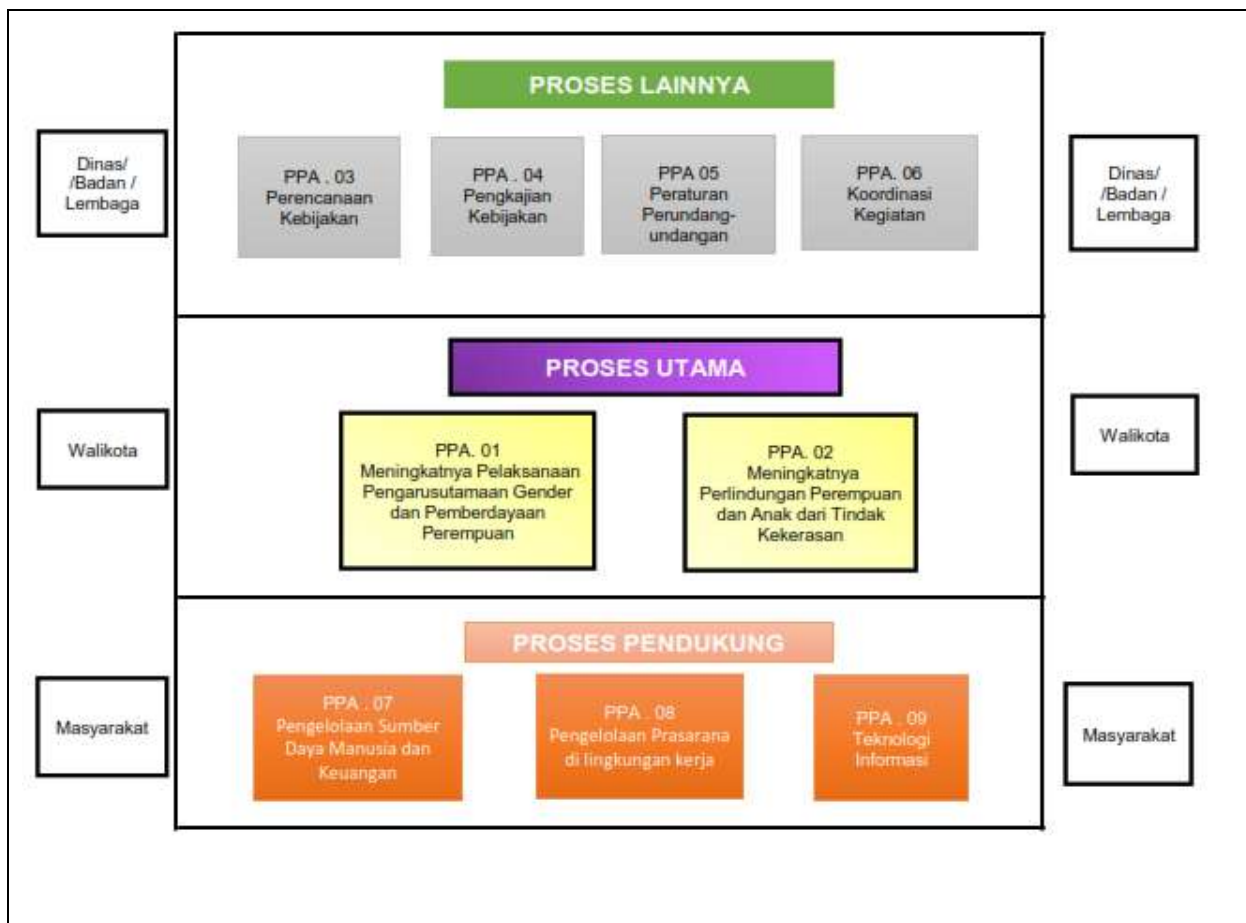 PROSES LAINNYA
Dinas/
/Badan /
Lembaga
PPA . 03
Perencanaan
Kebijakan
PPA . 04
Pengkajian
Kebijakan
PPA 05
Peraturan
Perundang-
undangan
PPA. 06
Koordinasi
Kegiatan
Dinas/
/Badan /
Lembaga
PROSES UTAMA
Walikota
PPA. 01
Meningkatnya Pelaksanaan
Pengarusutamaan Gender
dan Pemberdayaan
Perempuan
PPA. 02
Meningkatnya
Perlindungan Perempuan
dan Anak dari Tindak
Kekerasan
Walikota
PROSES PENDUKUNG
Masyarakat
PPA . 07
Pengelolaan Sumber
Daya Manusia dan
Keuangan
PPA . 08
Pengelolaan Prasarana
di lingkungan kerja
PPA . 09
Teknologi
Informasi
Masyarakat